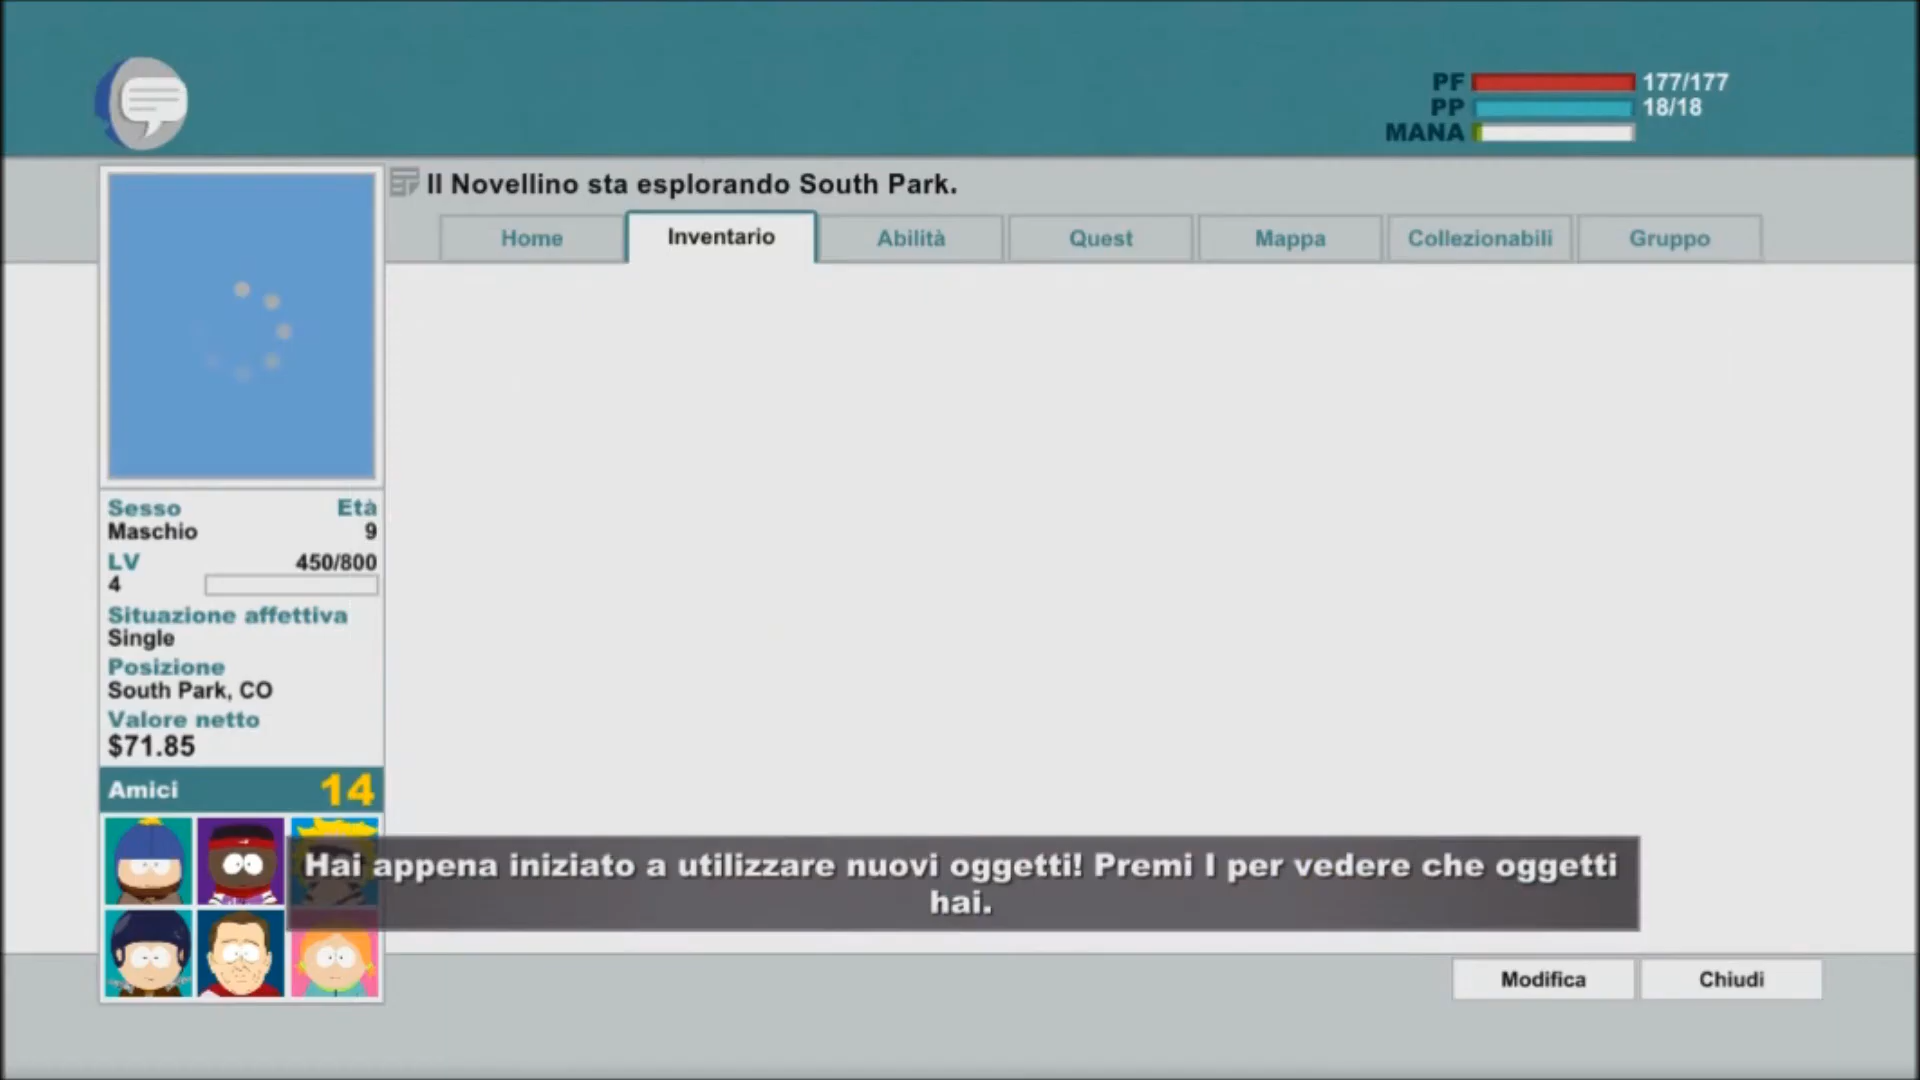 PF 177/177
PP 18/18
MANA
Il Novellino sta esplorando South Park.
Home Inventario Abilità Quest Mappa Collezionabili Gruppo
Sesso Età
Maschio 9
LV 450/800
4
Situazione affettiva
Single
Posizione
South Park, CO
Valore netto
$71.85
Amici 14
Hai appena iniziato a utilizzare nuovi oggetti! Premi I per vedere che oggetti
hai.
Modifica Chiudi